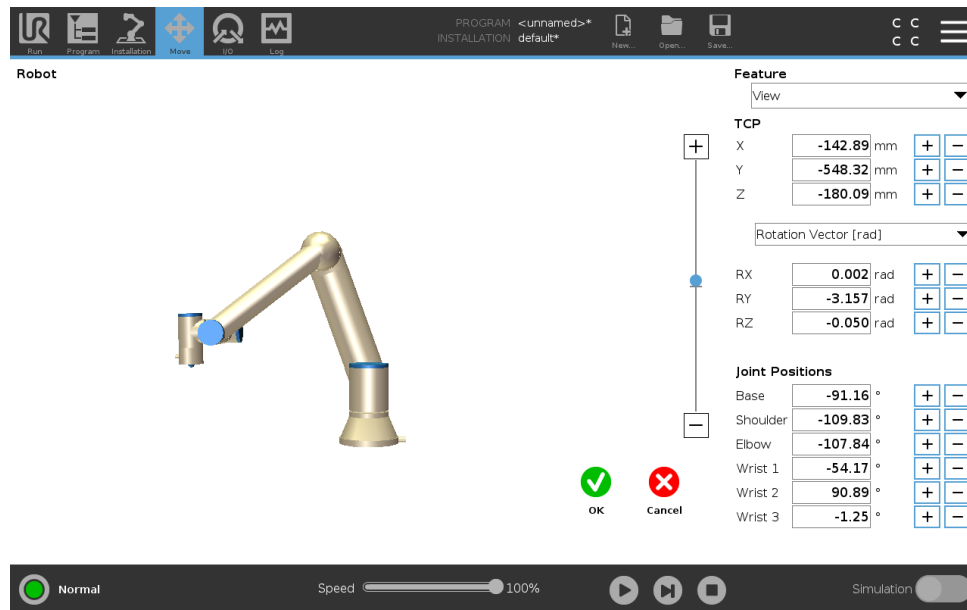 PROGRAM <unnamed>*
INSTALLATION default*
Run Program Installation Move I/O Log New... Open... Save...
C C
C C
Robot
Feature
View
TCP
X -142.89 mm + −
Y -548.32 mm + −
Z -180.09 mm + −
Rotation Vector [rad]
RX 0.002 rad + −
RY -3.157 rad + −
RZ -0.050 rad + −
Joint Positions
Base -91.16 ° + −
Shoulder -109.83 ° + −
Elbow -107.84 ° + −
Wrist 1 -54.17 ° + −
Wrist 2 90.89 ° + −
Wrist 3 -1.25 ° + −
OK Cancel
Normal Speed 100% Simulation